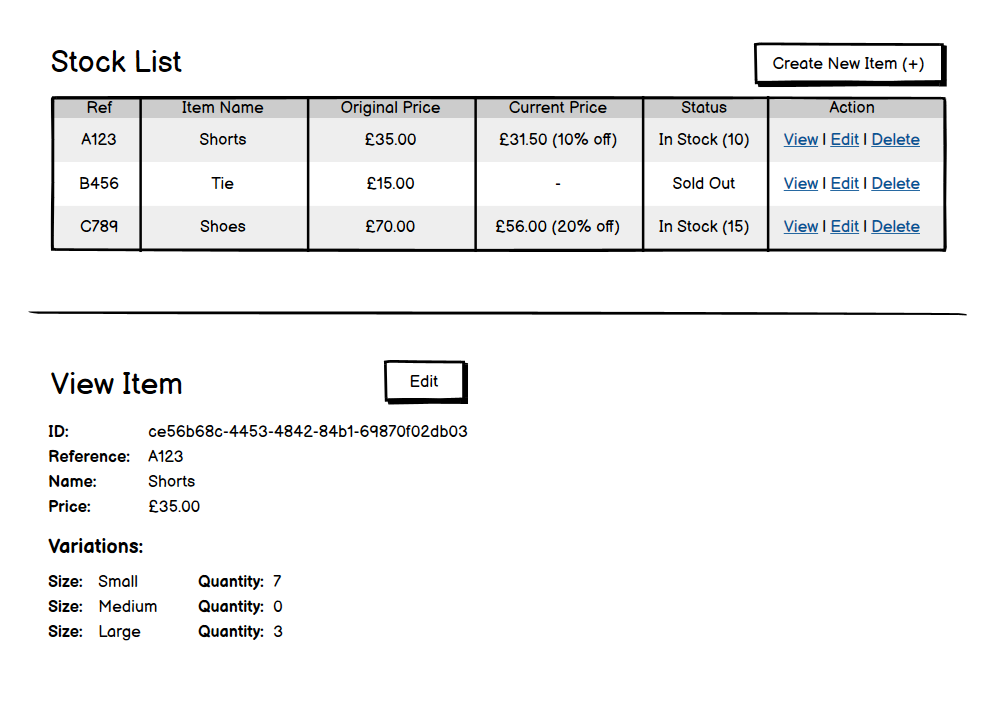 Stock List
Create New Item (+)
Ref Item Name Original Price Current Price Status Action
A123 Shorts £35.00 £31.50 (10% off) In Stock (10) View | Edit | Delete
B456 Tie £15.00 - Sold Out View | Edit | Delete
C789 Shoes £70.00 £56.00 (20% off) In Stock (15) View | Edit | Delete
View Item
Edit
ID: ce56b68c-4453-4842-84b1-69870f02db03
Reference: A123
Name: Shorts
Price: £35.00
Variations:
Size: Small Quantity: 7
Size: Medium Quantity: 0
Size: Large Quantity: 3